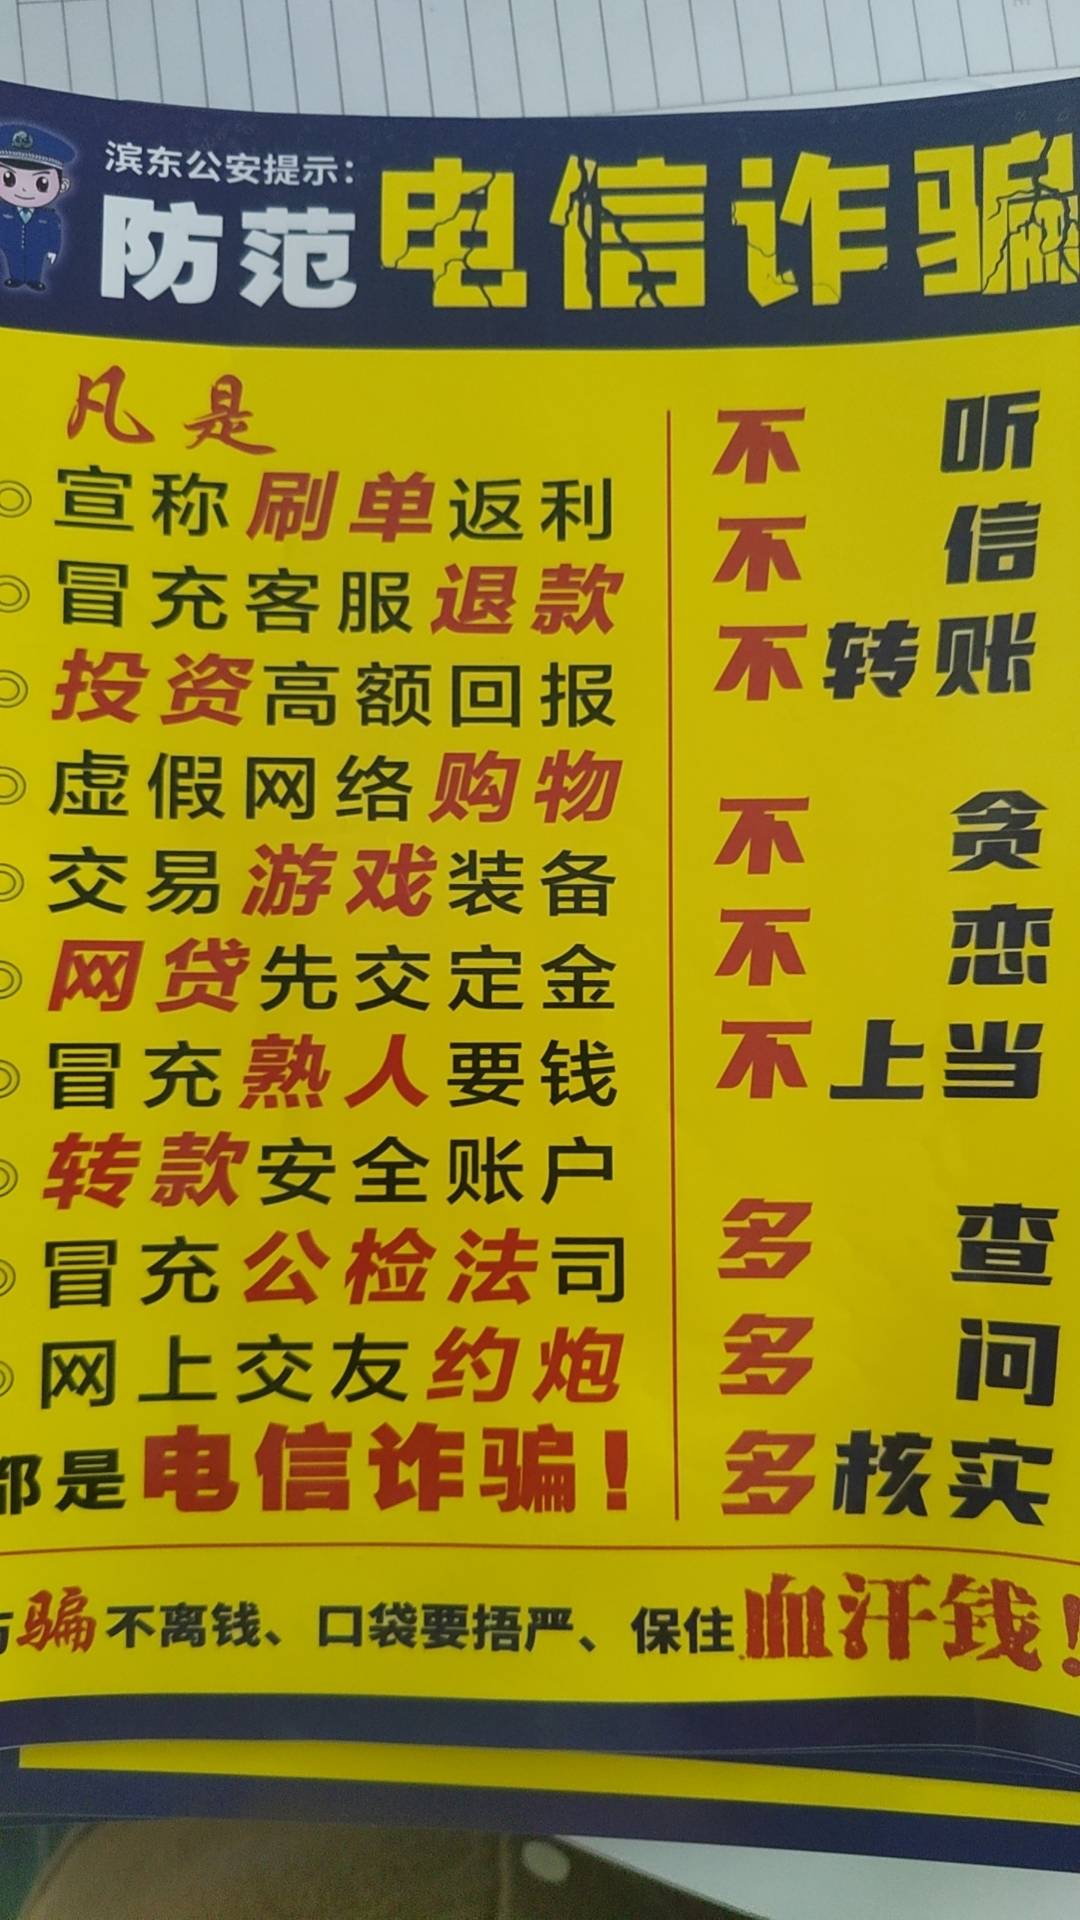 滨东公安提示：
防范电信诈骗
凡是
◎宣称刷单返利
◎冒充客服退款
◎投资高额回报
◎虚假网络购物
◎交易游戏装备
◎网贷先交定金
◎冒充熟人要钱
◎转款安全账户
◎冒充公检法司
◎网上交友约炮
都是电信诈骗！
不听
不信
不转账
不贪
不恋
不上当
多查
多问
多核实
骗不离钱、口袋要捂严、保住血汗钱！